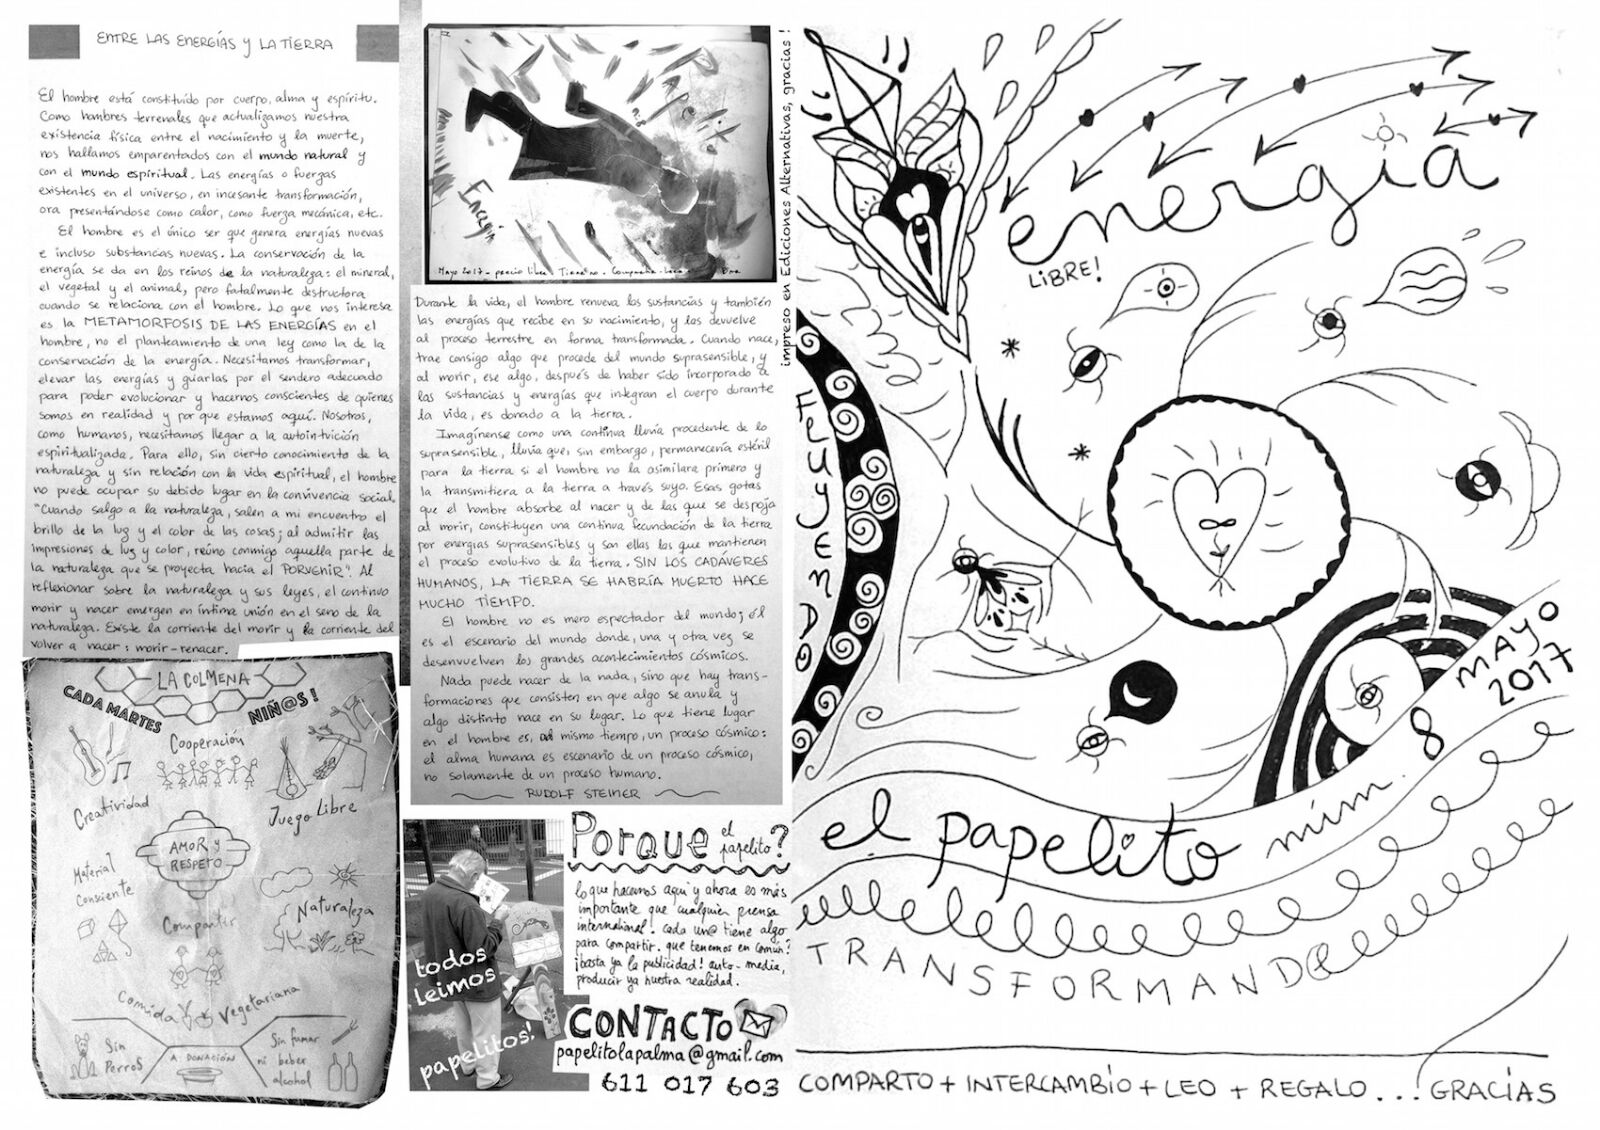 ENTRE LAS ENERGÍAS y LA TIERRA
El hombre está constituído por cuerpo, alma y espíritu.
Como hombres terrenales que actualizamos nuestra
existencia física entre el nacimiento y la muerte,
nos hallamos emparentados con el mundo natural y
con el mundo espiritual. Las energías o fuerzas
existentes en el universo, en incesante transformación,
ora presentándose como calor, como fuerza mecánica, etc.
El hombre es el único ser que genera energías nuevas
e incluso substancias nuevas. La conservación de la
energía se da en los reinos de la naturaleza: el mineral,
el vegetal y el animal, pero fatalmente destructora
cuando se relaciona con el hombre. Lo que nos interesa
es la METAMORFOSIS DE LAS ENERGÍAS en el
hombre, no el planteamiento de una ley como la de la
conservación de la energía. Necesitamos transformar,
elevar las energías y guiarlas por el sendero adecuado
para poder evolucionar y hacernos conscientes de quienes
somos en realidad y por que estamos aquí. Nosotros,
como humanos, necesitamos llegar a la autointuición
espiritualizada. Para ello, sin cierto conocimiento de la
naturaleza y sin relación con la vida espiritual, el hombre
no puede ocupar su debido lugar en la convivencia social.
"Cuando salgo a la naturaleza, salen a mi encuentro el
brillo de la luz y el color de las cosas; al admitir las
impresiones de luz y color, reúno conmigo aquella parte de
la naturaleza que se proyecta hacia el PORVENIR". Al
reflexionar sobre la naturaleza y sus leyes, el continuo
morir y nacer emergen en íntima unión en el seno de la
naturaleza. Existe la corriente del morir y la corriente del
volver a nacer: morir-renacer.
LA COLMENA
CADA MARTES
NIÑ@S!
Cooperación
Creatividad
Juego Libre
AMOR y
RESPETO
Material
Consciente
Compartir
Naturaleza
Comida Vegetariana
Sin
Perros
A DONACIÓN
Sin fumar
ni beber
alcohol
Energía
Mayo 2017 - precio libre
Durante la vida, el hombre renueva las sustancias y también
las energías que recibe en su nacimiento, y las devuelve
al proceso terrestre en forma transformada. Cuando nace,
trae consigo algo que procede del mundo suprasensible, y
al morir, ese algo, después de haber sido incorporado a
las sustancias y energías que integran el cuerpo durante
la vida, es donado a la tierra.
Imagínense como una contínua lluvia procedente de lo
suprasensible, lluvia que, sin embargo, permanecería estéril
para la tierra si el hombre no la asimilara primero y
la transmitiera a la tierra a través suyo. Esas gotas
que el hombre absorbe al nacer y de las que se despoja
al morir, constituyen una contínua fecundación de la tierra
por energías suprasensibles y son ellas las que mantienen
el proceso evolutivo de la tierra. SIN LOS CADÁVERES
HUMANOS, LA TIERRA SE HABRÍA MUERTO HACE
MUCHO TIEMPO.
El hombre no es mero espectador del mundo; él
es el escenario del mundo donde, una y otra vez se
desenvuelven los grandes acontecimientos cósmicos.
Nada puede nacer de la nada, sino que hay trans-
formaciones que consisten en que algo se anula y
algo distinto nace en su lugar. Lo que tiene lugar
en el hombre es, al mismo tiempo, un proceso cósmico:
el alma humana es escenario de un proceso cósmico,
no solamente de un proceso humano.
RUDOLF STEINER
todos
leimos
papelitos!
Porque el papelito?
lo que hacemos aquí y ahora es más
importante que cualquier prensa
international! cada un@ tiene algo
para compartir. que tenemos en común?
¡basta ya la publicidad! auto-media,
producir ya nuestra realidad.
CONTACTO
papelitolapalma@gmail.com
611 017 603
impreso en Ediciones Alternativas, gracias!
energía
LIBRE!
FLUYENDO
MAYO
2017
el papelito núm. 8
TRANSFORMANDO
COMPARTO + INTERCAMBIO + LEO + REGALO... GRACIAS